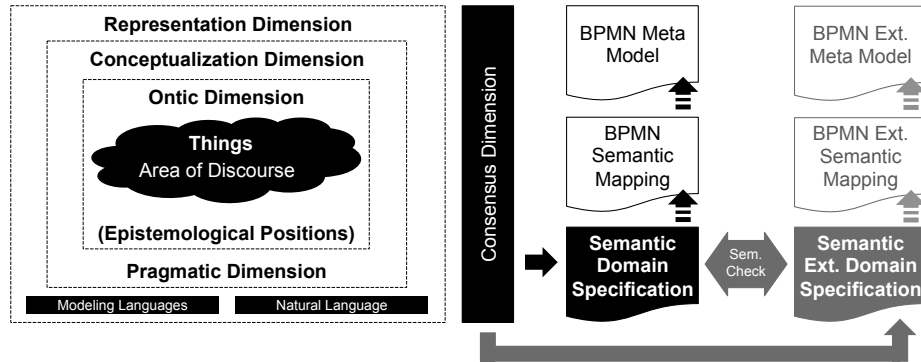 Representation Dimension
Conceptualization Dimension
Ontic Dimension
Things
Area of Discourse
(Epistemological Positions)
Pragmatic Dimension
Modeling Languages
Natural Language
Consensus Dimension
BPMN Meta
Model
BPMN Ext.
Meta Model
BPMN
Semantic
Mapping
BPMN Ext.
Semantic
Mapping
Semantic
Domain
Specification
Sem.
Check
Semantic
Ext. Domain
Specification